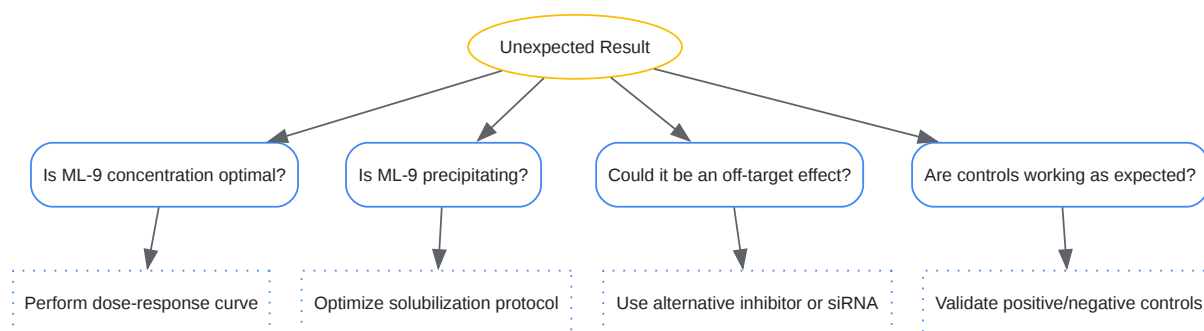 Unexpected Result
Is ML-9 concentration optimal?
Is ML-9 precipitating?
Could it be an off-target effect?
Are controls working as expected?
Perform dose-response curve
Optimize solubilization protocol
Use alternative inhibitor or siRNA
Validate positive/negative controls